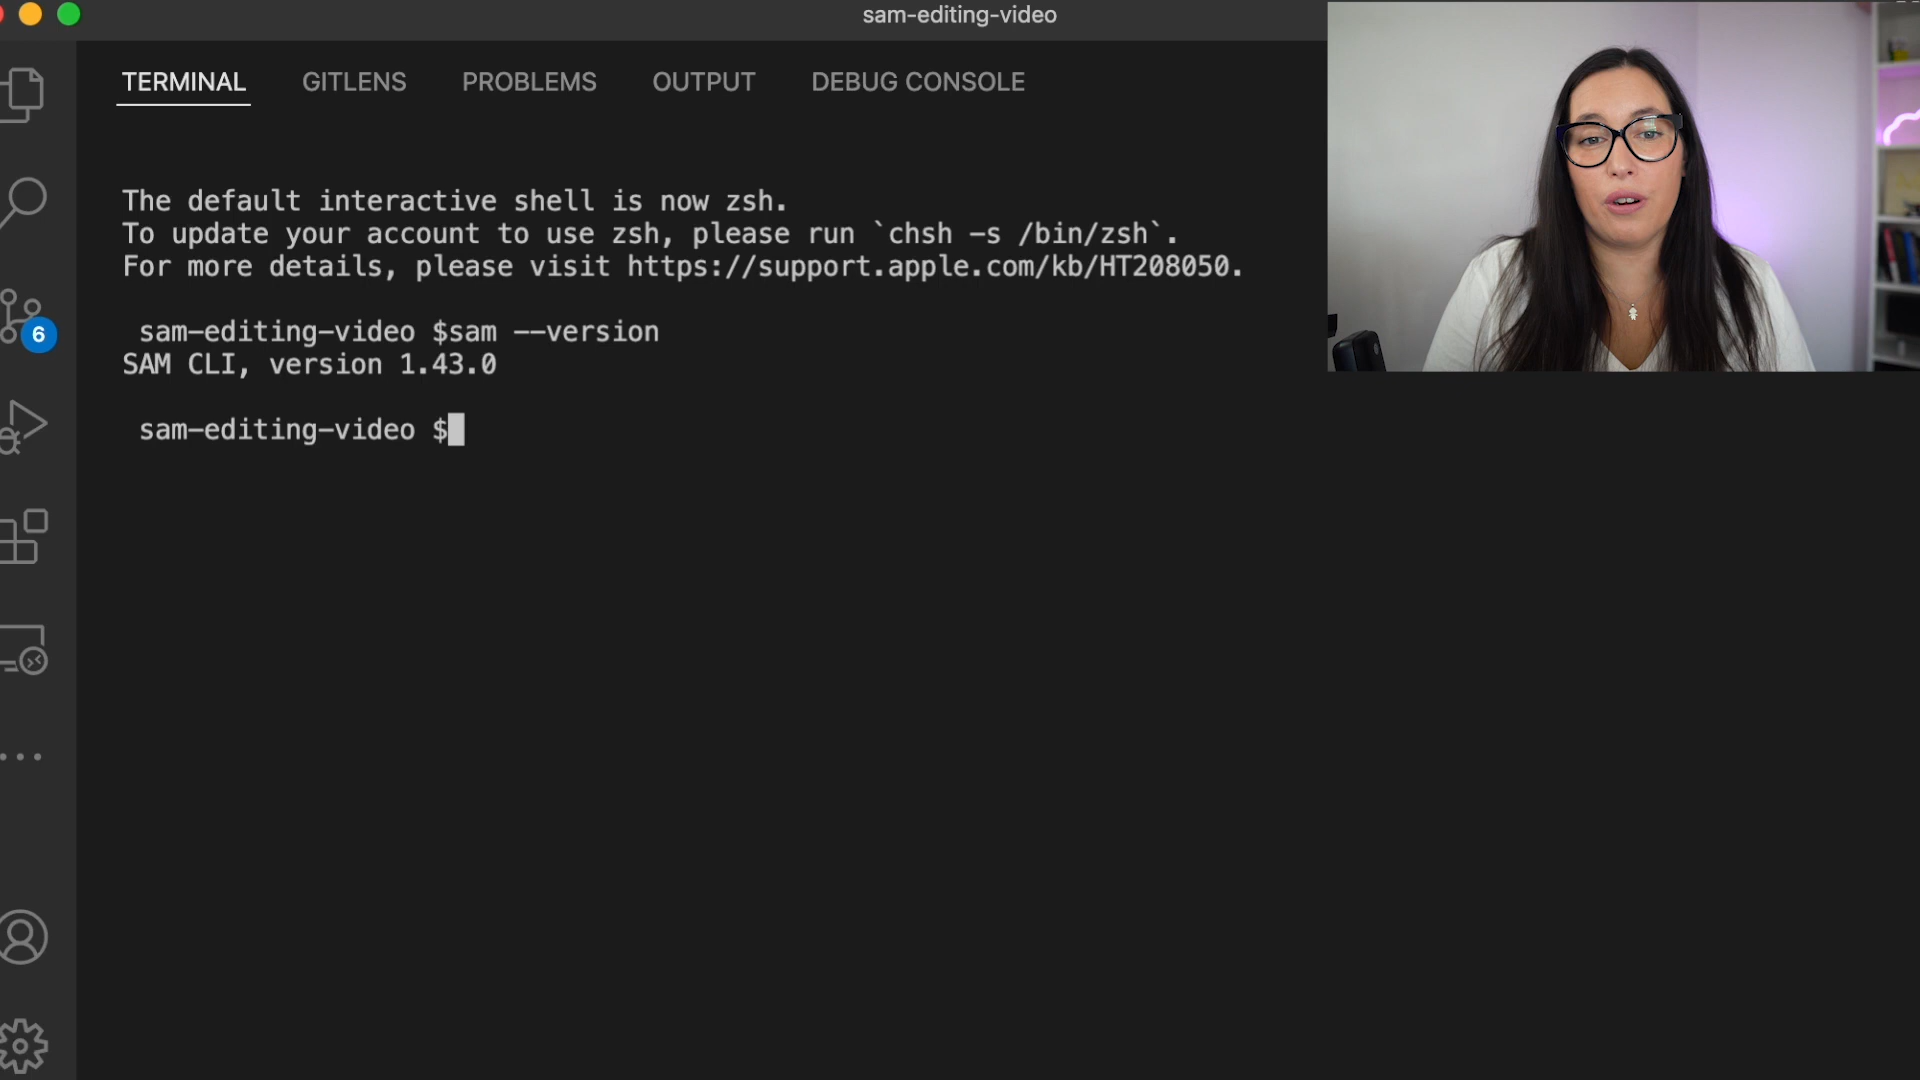 sam-editing-video
TERMINAL GITLENS PROBLEMS OUTPUT DEBUG CONSOLE
The default interactive shell is now zsh.
To update your account to use zsh, please run `chsh -s /bin/zsh`.
For more details, please visit https://support.apple.com/kb/HT208050.
sam-editing-video $sam --version
SAM CLI, version 1.43.0
sam-editing-video $
6